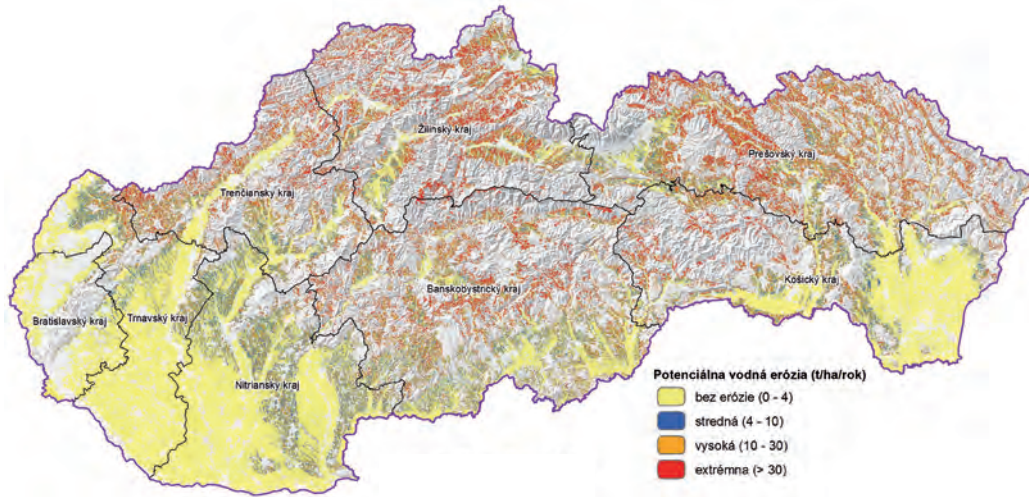 Žilinský kraj
Prešovský kraj
Trenčiansky kraj
Košický kraj
Banskobystrický kraj
Bratislavský kraj
Trnavský kraj
Nitriansky kraj
Potenciálna vodná erózia (t/ha/rok)
bez erózie (0 - 4)
stredná (4 - 10)
vysoká (10 - 30)
extrémna (> 30)